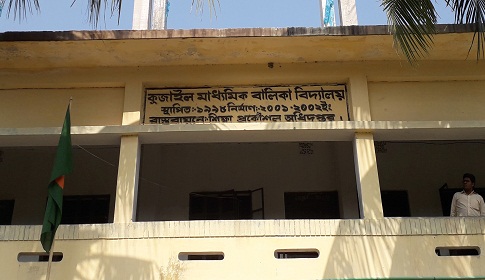 কুজাইল মাধ্যমিক বালিকা বিদ্যালয়
স্থাপিত:১৯৯৪ নির্মাণ:২০০১-২০০২ইং
বাস্তবায়নে:শিক্ষা প্রকৌশল অধিদপ্তর।